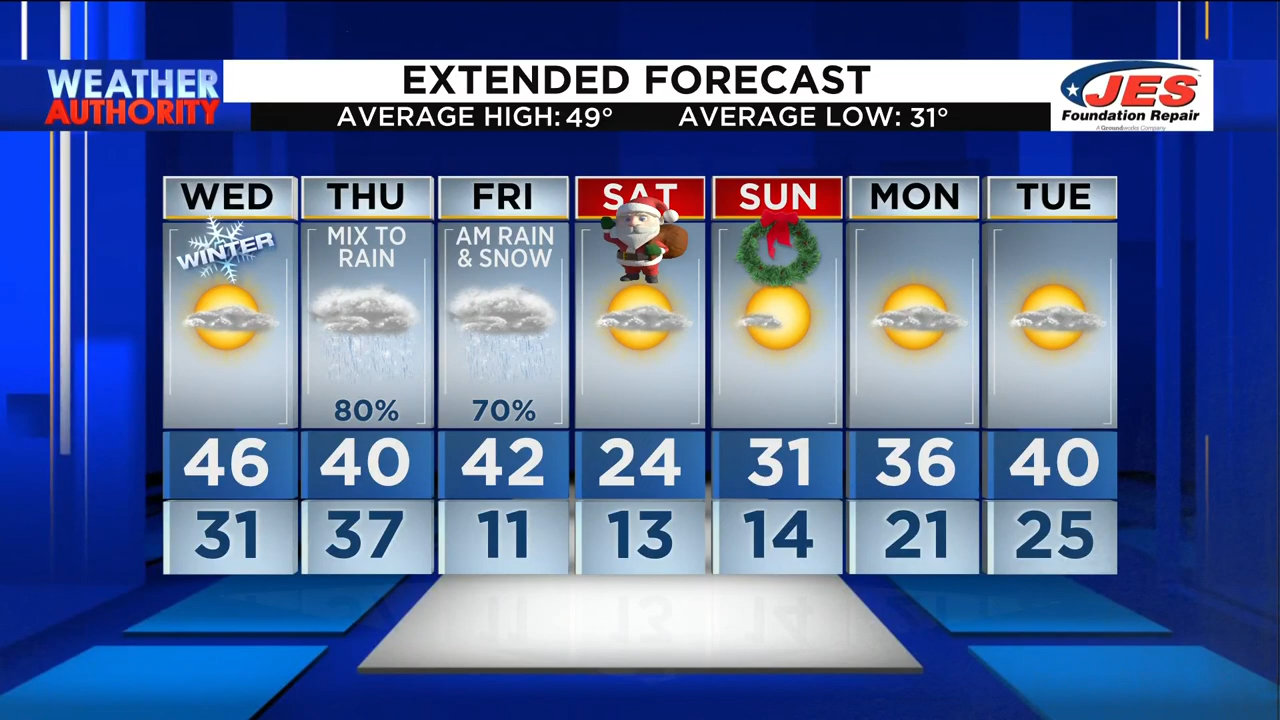 WEATHER
AUTHORITY
EXTENDED FORECAST
AVERAGE HIGH: 49° AVERAGE LOW: 31°
JES
Foundation Repair
A Groundworks Company
WED THU FRI SAT SUN MON TUE
WINTER
MIX TO
RAIN
AM RAIN
& SNOW
80% 70%
46 40 42 24 31 36 40
31 37 11 13 14 21 25